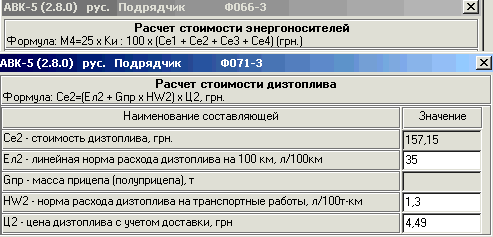 АВК-5 (2.8.0) рус. Подрядчик Ф066-3
Расчет стоимости энергоносителей
Формула: М4=25 x Ки : 100 x (Се1 + Се2 + Се3 + Се4) (грн.)
АВК-5 (2.8.0) рус. Подрядчик Ф071-3
Расчет стоимости дизтоплива
Формула: Се2=(Ел2 + Gпр x HW2) x Ц2, грн.
Наименование составляющей Значение
Се2 - стоимость дизтоплива, грн. 157,15
Ел2 - линейная норма расхода дизтоплива на 100 км, л/100км 35
Gпр - масса прицепа (полуприцепа), т
HW2 - норма расхода дизтоплива на транспортные работы, л/100т-км 1,3
Ц2 - цена дизтоплива с учетом доставки, грн 4,49